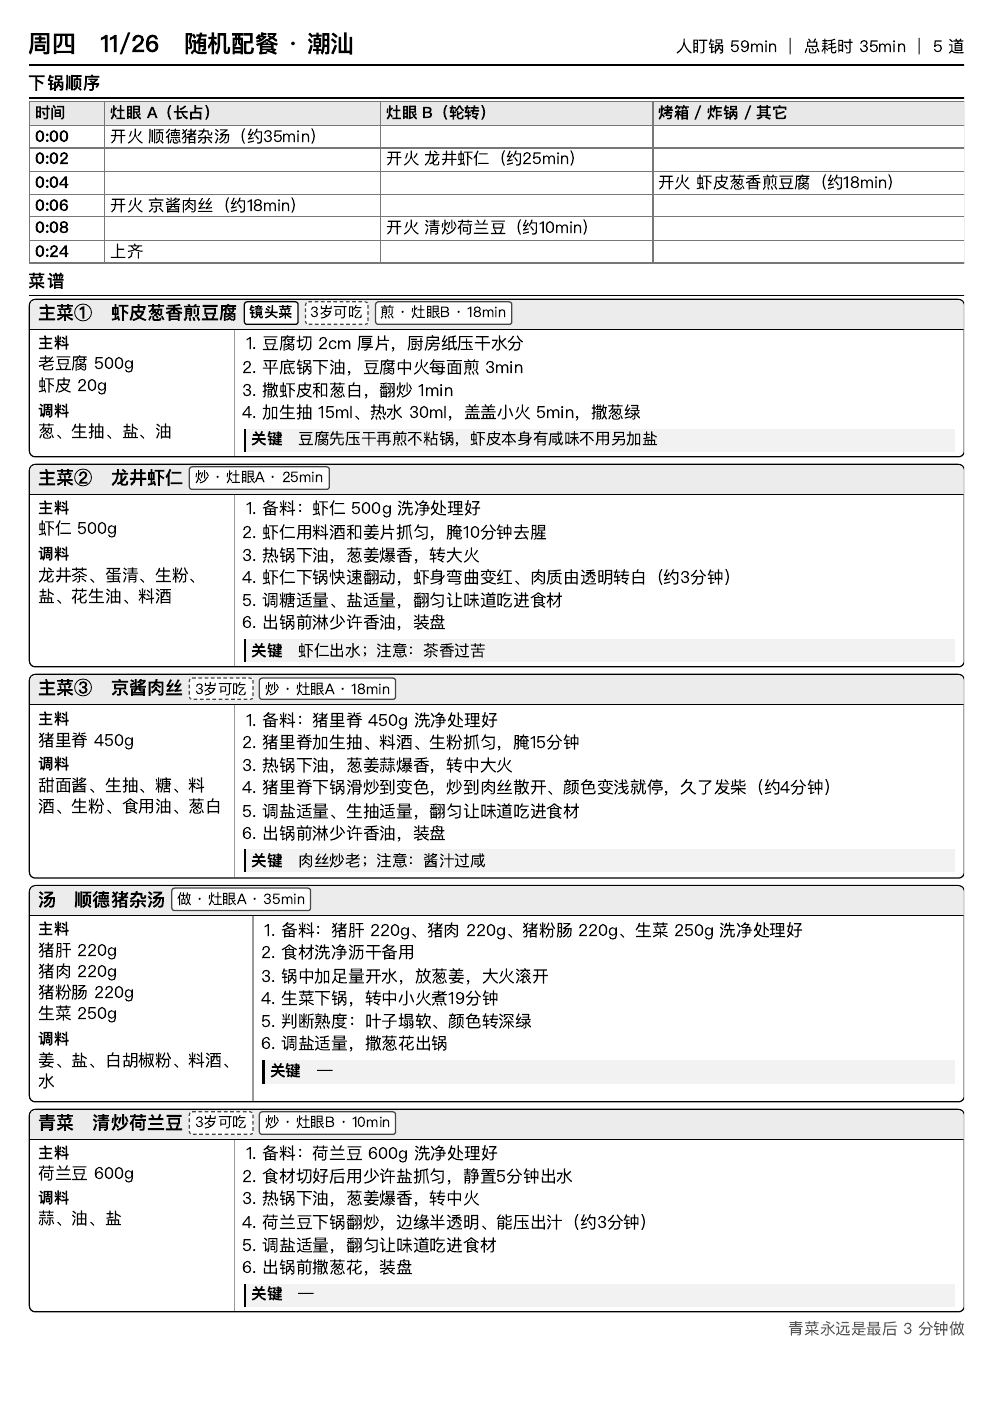 周四 11/26 随机配餐 · 潮汕
人盯锅 59min ｜ 总耗时 35min ｜ 5 道
下锅顺序
时间 灶眼 A（长占） 灶眼 B（轮转） 烤箱 / 炸锅 / 其它
0:00 开火 顺德猪杂汤（约35min）
0:02 开火 龙井虾仁（约25min）
0:04 开火 虾皮葱香煎豆腐（约18min）
0:06 开火 京酱肉丝（约18min）
0:08 开火 清炒荷兰豆（约10min）
0:24 上齐
菜谱
主菜① 虾皮葱香煎豆腐 镜头菜 3岁可吃 煎 · 灶眼B · 18min
主料
老豆腐 500g
虾皮 20g
调料
葱、生抽、盐、油
1. 豆腐切 2cm 厚片，厨房纸压干水分
2. 平底锅下油，豆腐中火每面煎 3min
3. 撒虾皮和葱白，翻炒 1min
4. 加生抽 15ml、热水 30ml，盖盖小火 5min，撒葱绿
关键 豆腐先压干再煎不粘锅，虾皮本身有咸味不用另加盐
主菜② 龙井虾仁 炒 · 灶眼A · 25min
主料
虾仁 500g
调料
龙井茶、蛋清、生粉、
盐、花生油、料酒
1. 备料：虾仁 500g 洗净处理好
2. 虾仁用料酒和姜片抓匀，腌10分钟去腥
3. 热锅下油，葱姜爆香，转大火
4. 虾仁下锅快速翻动，虾身弯曲变红、肉质由透明转白（约3分钟）
5. 调糖适量、盐适量，翻匀让味道吃进食材
6. 出锅前淋少许香油，装盘
关键 虾仁出水；注意：茶香过苦
主菜③ 京酱肉丝 3岁可吃 炒 · 灶眼A · 18min
主料
猪里脊 450g
调料
甜面酱、生抽、糖、料
酒、生粉、食用油、葱白
1. 备料：猪里脊 450g 洗净处理好
2. 猪里脊加生抽、料酒、生粉抓匀，腌15分钟
3. 热锅下油，葱姜蒜爆香，转中大火
4. 猪里脊下锅滑炒到变色，炒到肉丝散开、颜色变浅就停，久了发柴（约4分钟）
5. 调盐适量、生抽适量，翻匀让味道吃进食材
6. 出锅前淋少许香油，装盘
关键 肉丝炒老；注意：酱汁过咸
汤 顺德猪杂汤 做 · 灶眼A · 35min
主料
猪肝 220g
猪肉 220g
猪粉肠 220g
生菜 250g
调料
姜、盐、白胡椒粉、料酒、
水
1. 备料：猪肝 220g、猪肉 220g、猪粉肠 220g、生菜 250g 洗净处理好
2. 食材洗净沥干备用
3. 锅中加足量开水，放葱姜，大火滚开
4. 生菜下锅，转中小火煮19分钟
5. 判断熟度：叶子塌软、颜色转深绿
6. 调盐适量，撒葱花出锅
关键 —
青菜 清炒荷兰豆 3岁可吃 炒 · 灶眼B · 10min
主料
荷兰豆 600g
调料
蒜、油、盐
1. 备料：荷兰豆 600g 洗净处理好
2. 食材切好后用少许盐抓匀，静置5分钟出水
3. 热锅下油，葱姜爆香，转中火
4. 荷兰豆下锅翻炒，边缘半透明、能压出汁（约3分钟）
5. 调盐适量，翻匀让味道吃进食材
6. 出锅前撒葱花，装盘
关键 —
青菜永远是最后 3 分钟做